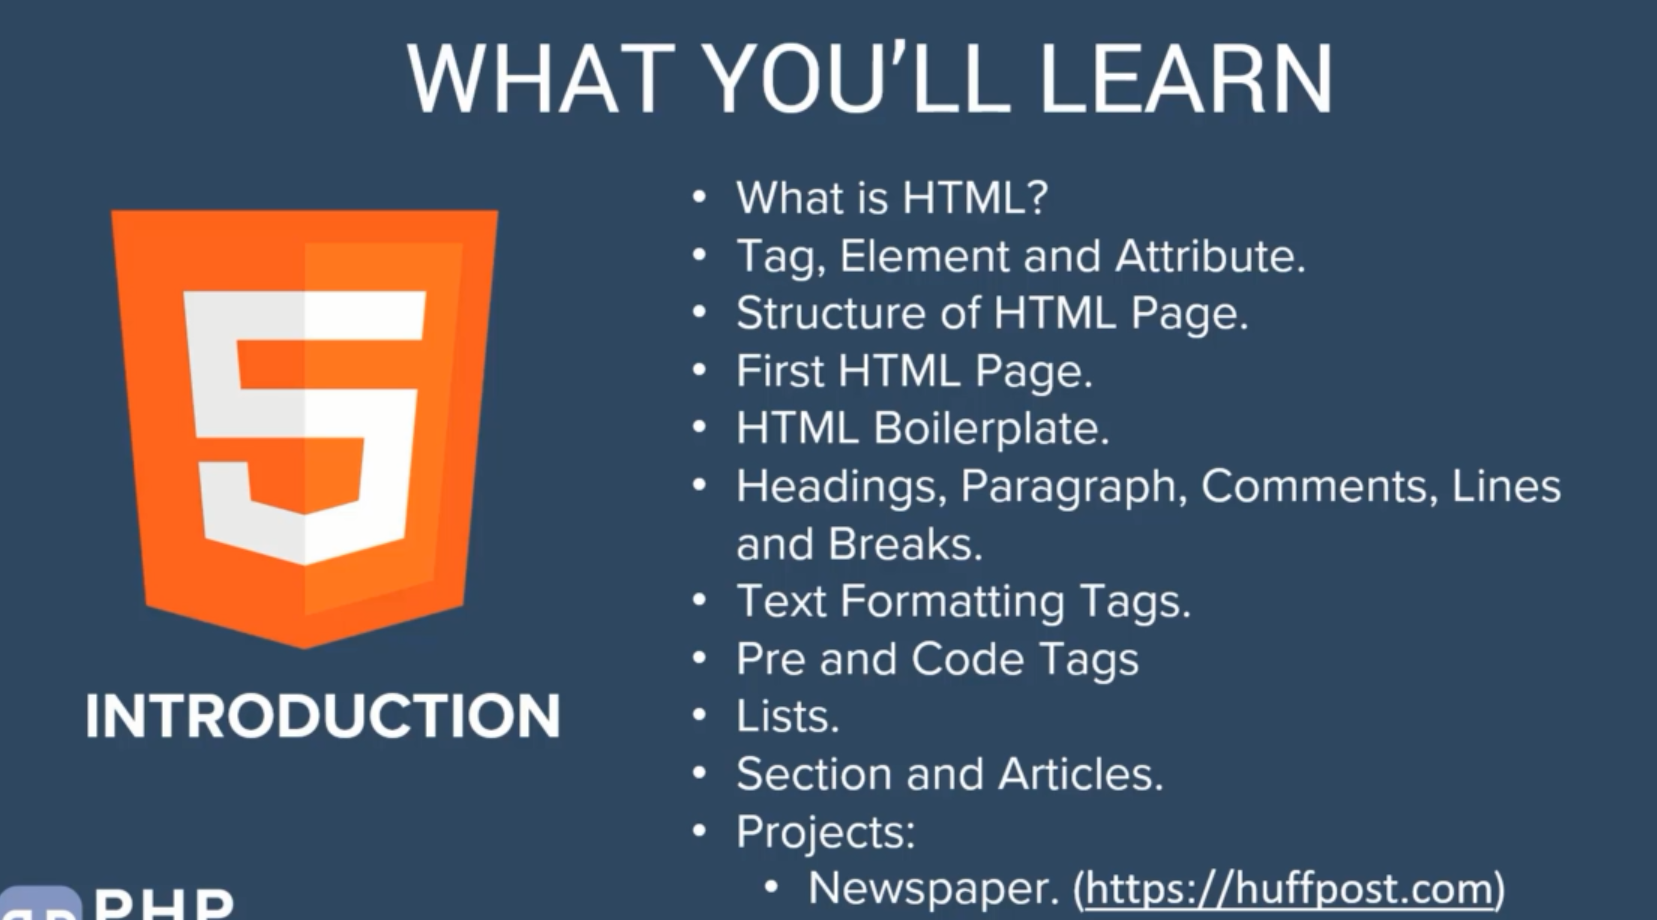 WHAT YOU'LL LEARN
• What is HTML?
• Tag, Element and Attribute.
• Structure of HTML Page.
• First HTML Page.
• HTML Boilerplate.
• Headings, Paragraph, Comments, Lines
and Breaks.
• Text Formatting Tags.
• Pre and Code Tags
• Lists.
• Section and Articles.
• Projects:
• Newspaper. (https://huffpost.com)
5
INTRODUCTION
PHP